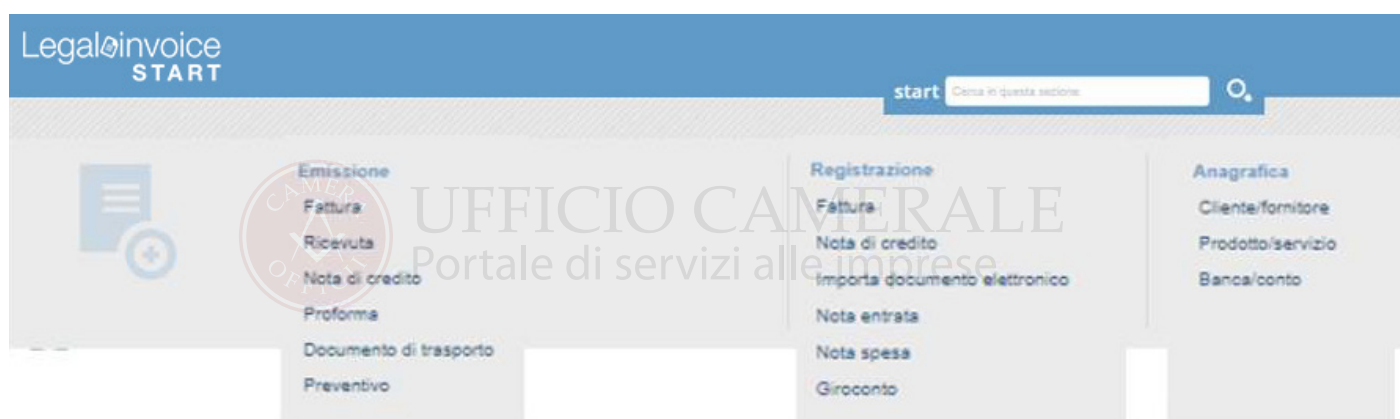 Legalinvoice
START
start Cerca in questa sezione
Emissione
Fattura
Ricevuta
Nota di credito
Proforma
Documento di trasporto
Preventivo
Registrazione
Fattura
Nota di credito
Importa documento elettronico
Nota entrata
Nota spesa
Giroconto
Anagrafica
Cliente/fornitore
Prodotto/servizio
Banca/conto
CAMERA
UFFICIO CAMERALE
Portale di servizi alle imprese